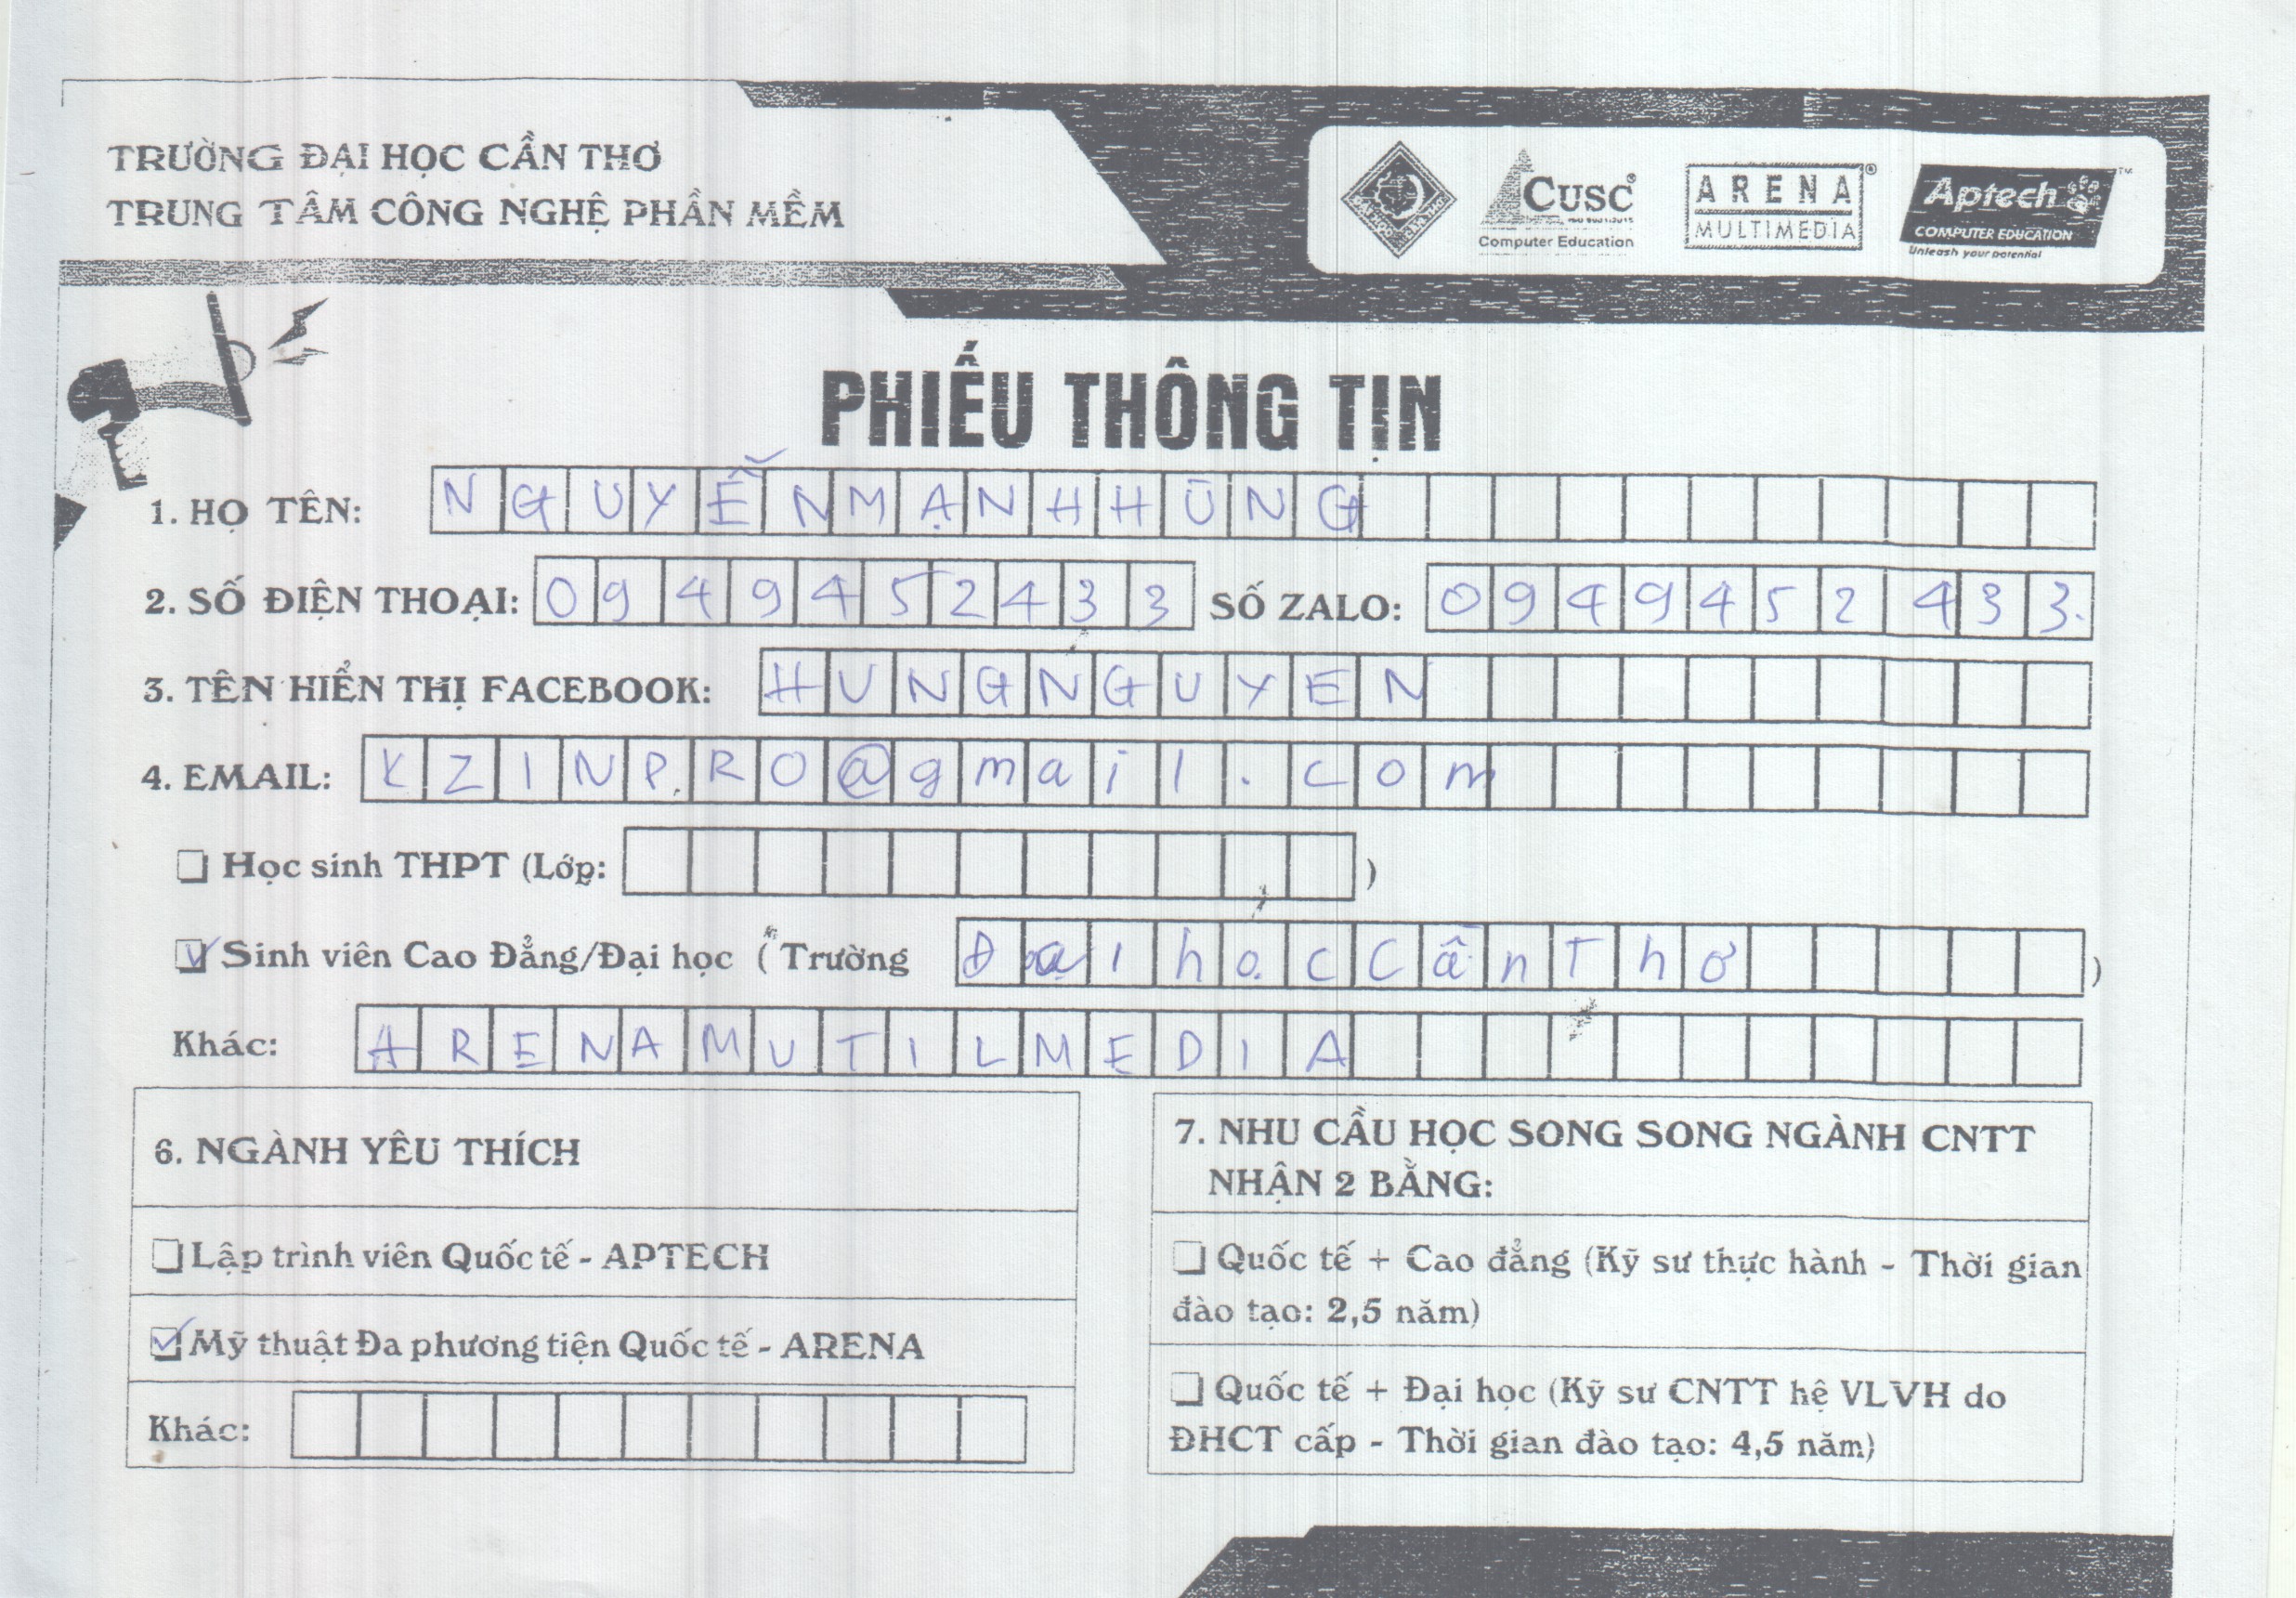 TRƯỜNG ĐẠI HỌC CẦN THƠ
TRUNG TÂM CÔNG NGHỆ PHẦN MỀM
CUSC
Computer Education
ARENA
MULTIMEDIA
Aptech
COMPUTER EDUCATION
Unleash your potential
PHIẾU THÔNG TIN
1. HỌ TÊN: NGUYỄN MẠNH HÙNG
2. SỐ ĐIỆN THOẠI: 0949452433 SỐ ZALO: 0949452433
3. TÊN HIỂN THỊ FACEBOOK: HUNGNGUYEN
4. EMAIL: KZINPRO@gmail.com
Học sinh THPT (Lớp: )
Sinh viên Cao Đẳng/Đại học (Trường Đại học Cần Thơ )
Khác: ARENAMUTILMEDIA
6. NGÀNH YÊU THÍCH
Lập trình viên Quốc tế - APTECH
Mỹ thuật Đa phương tiện Quốc tế - ARENA
Khác:
7. NHU CẦU HỌC SONG SONG NGÀNH CNTT
NHẬN 2 BẰNG:
Quốc tế + Cao đẳng (Kỹ sư thực hành - Thời gian
đào tạo: 2,5 năm)
Quốc tế + Đại học (Kỹ sư CNTT hệ VLVH do
ĐHCT cấp - Thời gian đào tạo: 4,5 năm)